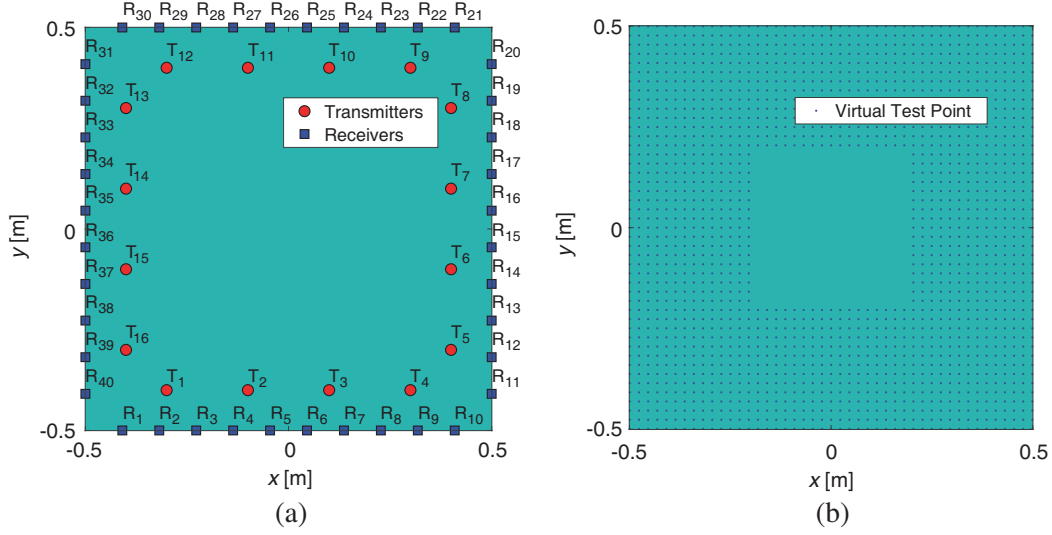 R30 R29 R28 R27 R26 R25 R24 R23 R22 R21
0.5
R31 T12 T11 T10 T9 R20
R32 T13 T8 R19
Transmitters
Receivers
R33 R18
R34 T14 T7 R17
R35 R16
0
R36 R15
R37 T15 T6 R14
R38 R13
R39 T16 T5 R12
R40 T1 T2 T3 T4 R11
R1 R2 R3 R4 R5 R6 R7 R8 R9 R10
-0.5
-0.5 0 0.5
x [m]
y [m]
(a)
0.5
Virtual Test Point
0
-0.5
-0.5 0 0.5
x [m]
y [m]
(b)